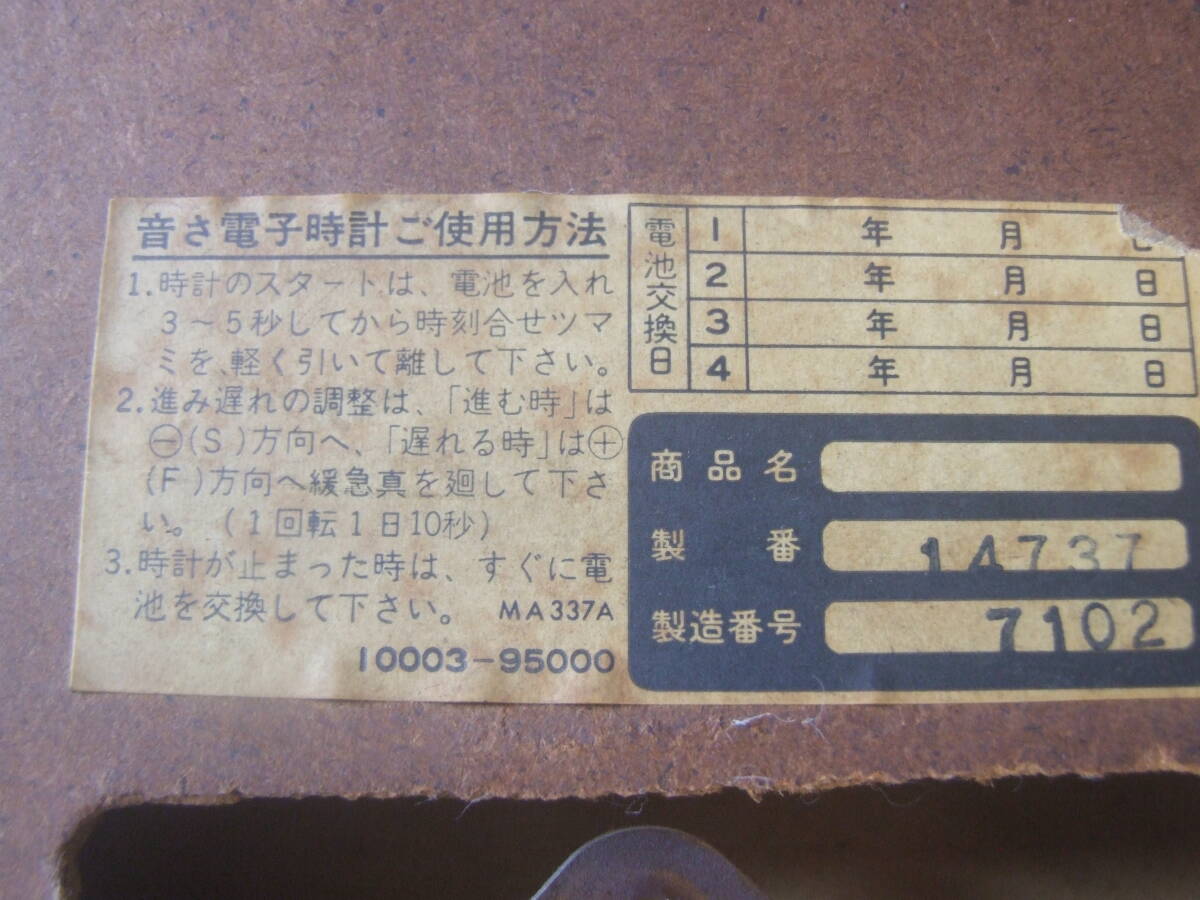 音さ電子時計ご使用方法
1.時計のスタートは、電池を入れ
3〜5秒してから時刻合せツマ
ミを、軽く引いて離して下さい。
2.進み遅れの調整は、「進む時」は
⊖(S)方向へ、「遅れる時」は⊕
(F)方向へ緩急真を廻して下さ
い。(1回転1日10秒)
3.時計が止まった時は、すぐに電
池を交換して下さい。 MA337A
10003-95000
電池交換日
1 年 月 日
2 年 月 日
3 年 月 日
4 年 月 日
商品名
製番 14737
製造番号 7102